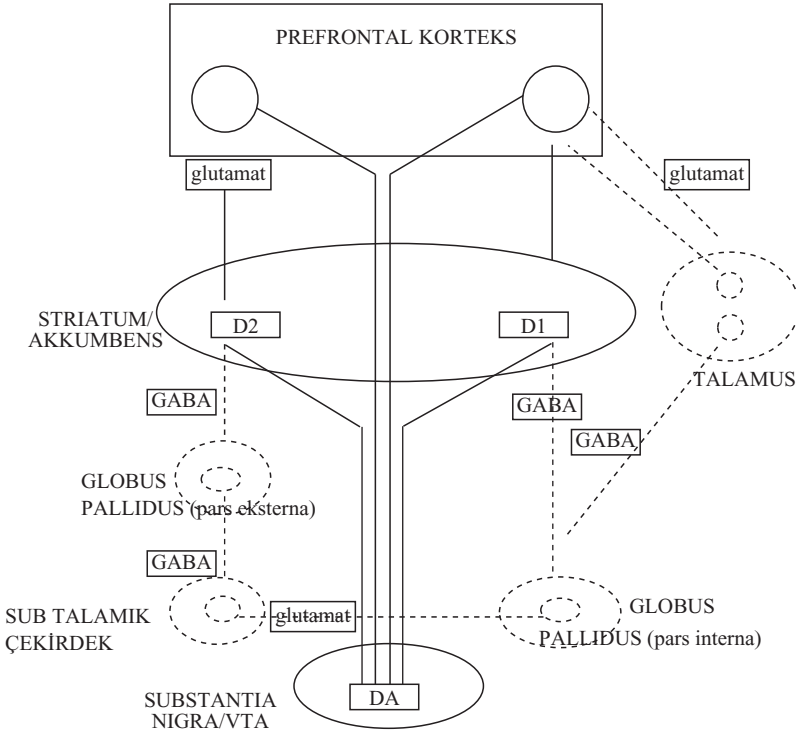 PREFRONTAL KORTEKS
glutamat
glutamat
STRIATUM/
AKKUMBENS
D2
D1
TALAMUS
GABA
GABA
GABA
GLOBUS
PALLIDUS (pars eksterna)
GABA
SUB TALAMIK
ÇEKİRDEK
glutamat
GLOBUS
PALLIDUS (pars interna)
SUBSTANTIA
NIGRA/VTA
DA